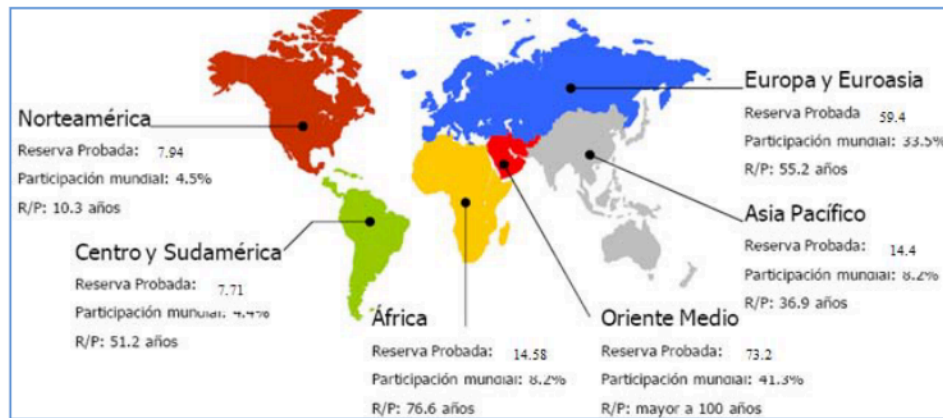 Norteamérica
Reserva Probada: 7.94
Participación mundial: 4.5%
R/P: 10.3 años
Centro y Sudamérica
Reserva Probada: 7.71
Participación mundial: 4.4%
R/P: 51.2 años
África
Reserva Probada: 14.58
Participación mundial: 8.2%
R/P: 76.6 años
Oriente Medio
Reserva Probada: 73.2
Participación mundial: 41.3%
R/P: mayor a 100 años
Europa y Euroasia
Reserva Probada 59.4
Participación mundial: 33.5%
R/P: 55.2 años
Asia Pacífico
Reserva Probada: 14.4
Participación mundial: 8.2%
R/P: 36.9 años